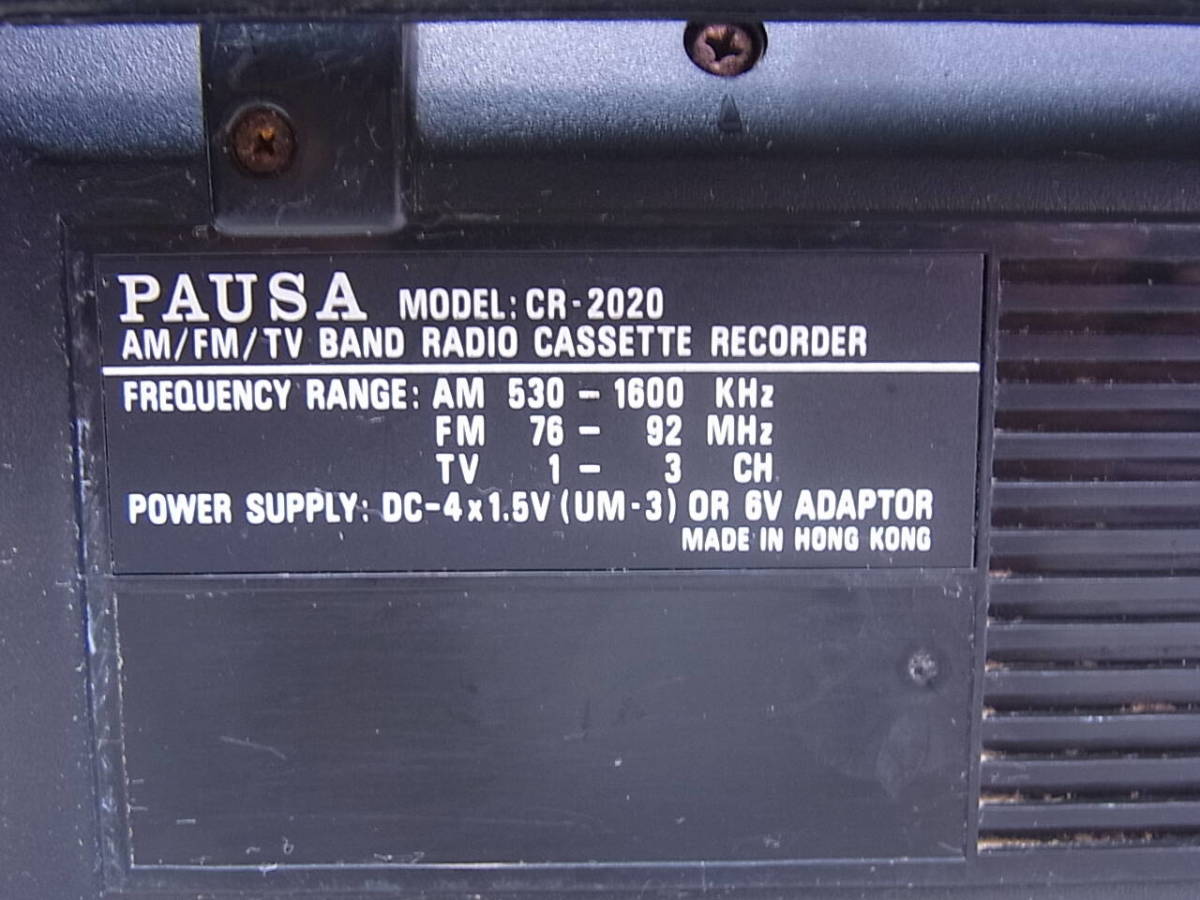 PAUSA MODEL: CR-2020
AM/FM/TV BAND RADIO CASSETTE RECORDER
FREQUENCY RANGE: AM 530 - 1600 KHz
FM 76 - 92 MHz
TV 1 - 3 CH
POWER SUPPLY: DC-4x1.5V (UM-3) OR 6V ADAPTOR
MADE IN HONG KONG